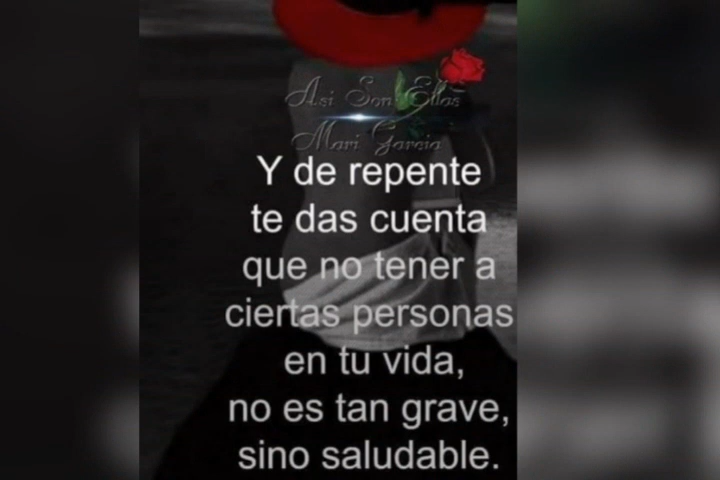 Asi Son Ellas
Mari Garcia
Y de repente
te das cuenta
que no tener a
ciertas personas
en tu vida,
no es tan grave,
sino saludable.